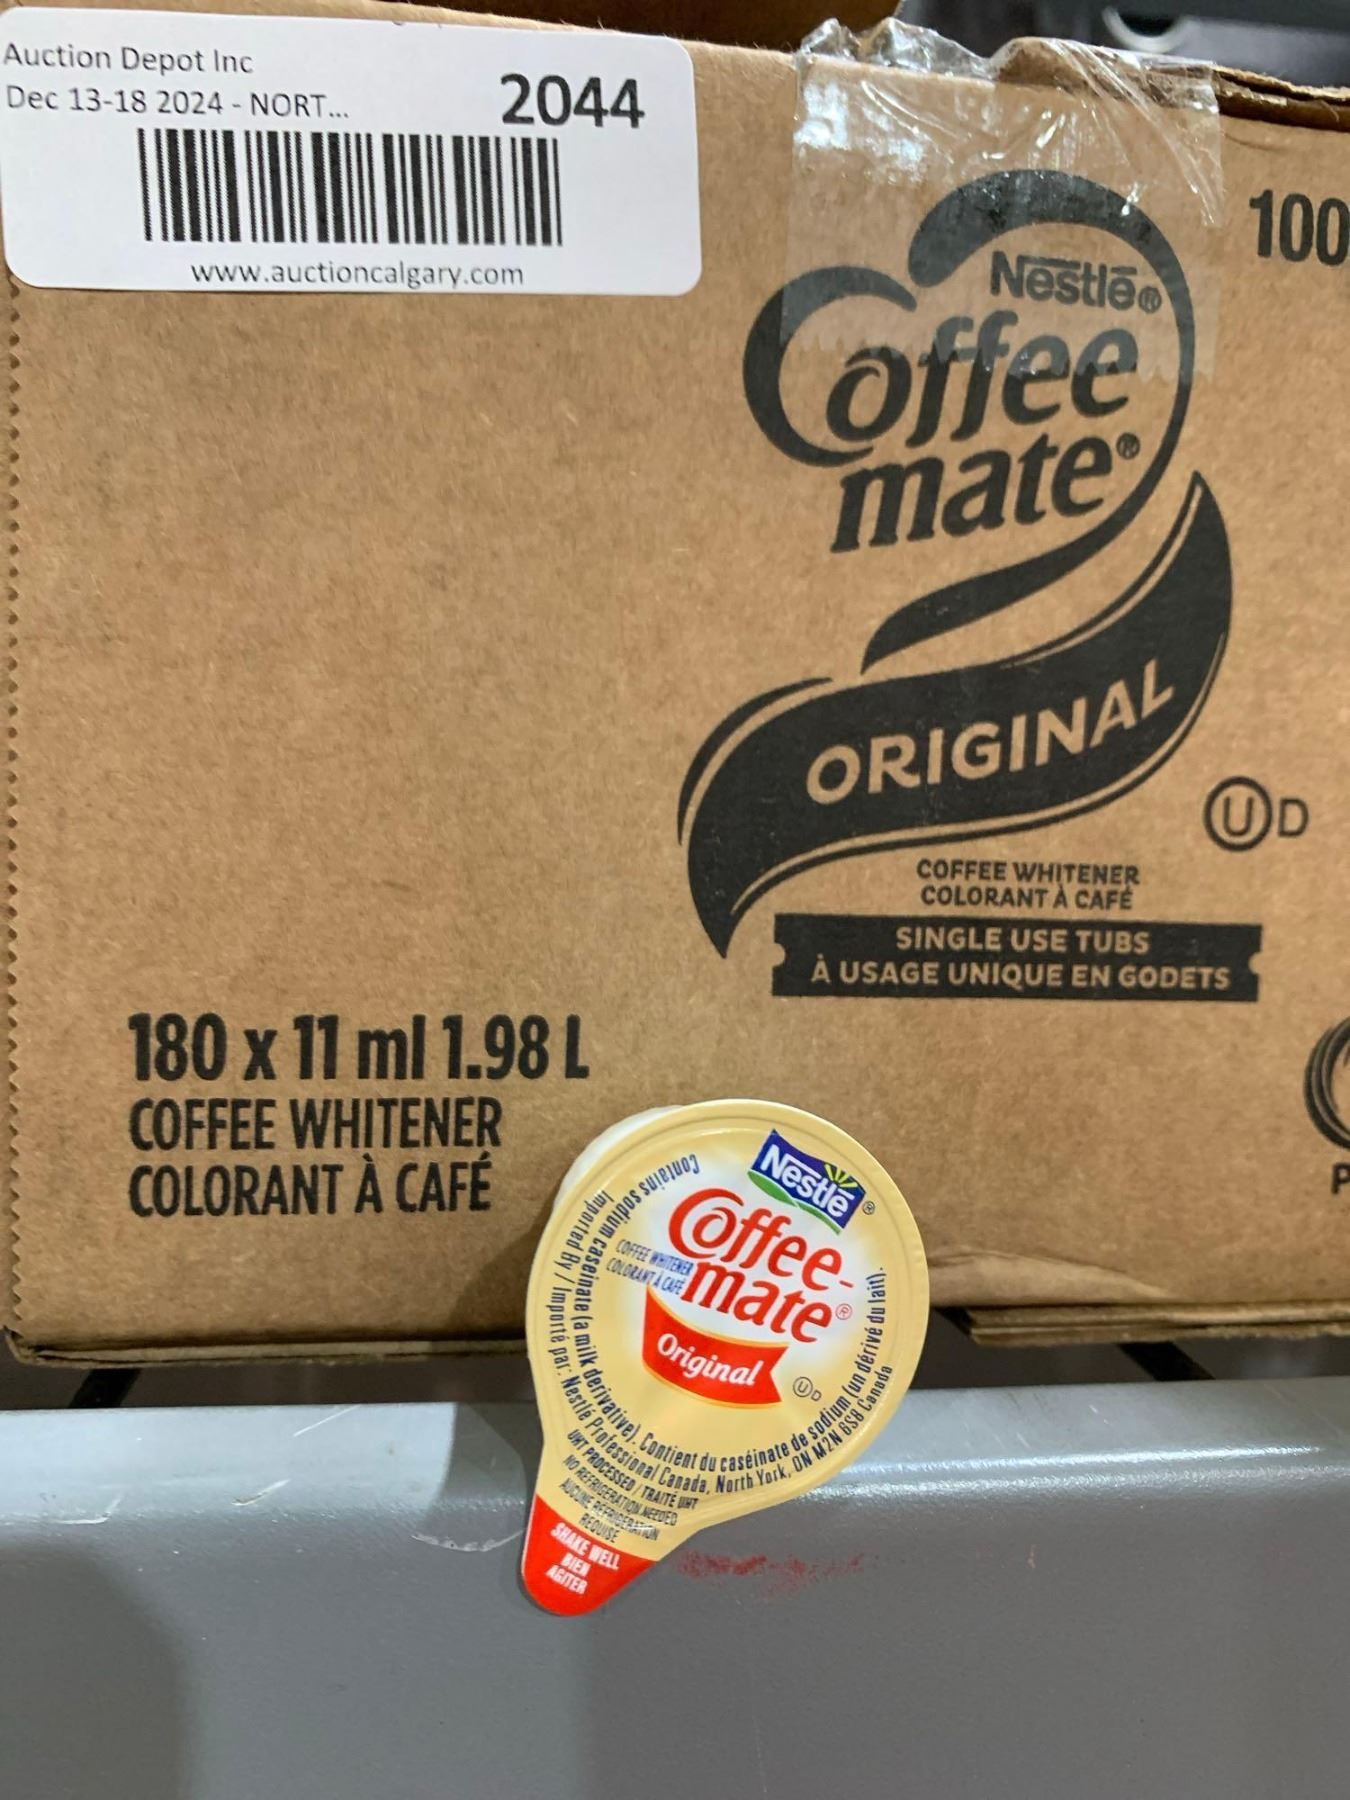 Auction Depot Inc
Dec 13-18 2024 - NORT...
2044
www.auctioncalgary.com
100
Nestlé®
Coffee
mate®
ORIGINAL
UD
COFFEE WHITENER
COLORANT À CAFÉ
SINGLE USE TUBS
À USAGE UNIQUE EN GODETS
180 x 11 ml 1.98 L
COFFEE WHITENER
COLORANT À CAFÉ
Nestlé®
Coffee-
mate®
COFFEE WHITENER
COLORANT À CAFÉ
Original
UD
Contains sodium caseinate (a milk derivative). Contient du caséinate de sodium (un dérivé du lait).
Imported By / Importé par: Nestlé Professional Canada, North York, ON M2N 6S8 Canada
UHT PROCESSED / TRAITÉ UHT
NO REFRIGERATION NEEDED
AUCUNE RÉFRIGÉRATION
REQUISE
SHAKE WELL
BIEN
AGITER
P